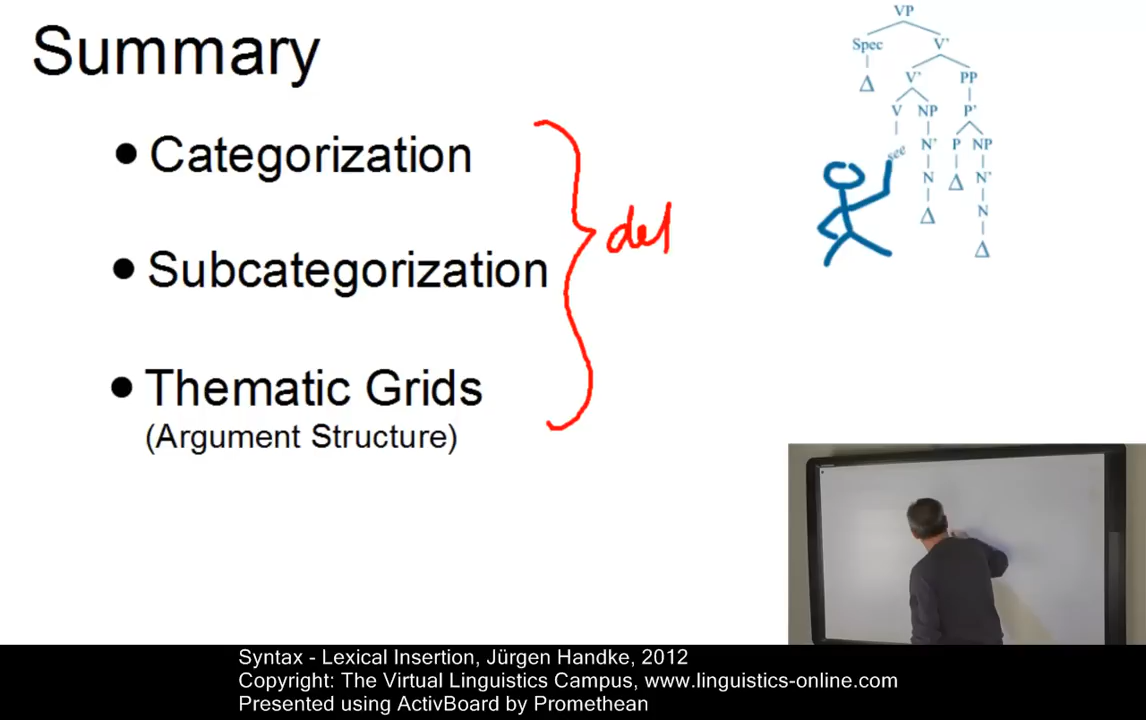 Summary
• Categorization
• Subcategorization
• Thematic Grids
(Argument Structure)
VP
Spec V'
Δ V' PP
V NP P'
see N' P NP
N Δ N'
Δ N
Δ
Syntax - Lexical Insertion, Jürgen Handke, 2012
Copyright: The Virtual Linguistics Campus, www.linguistics-online.com
Presented using ActivBoard by Promethean